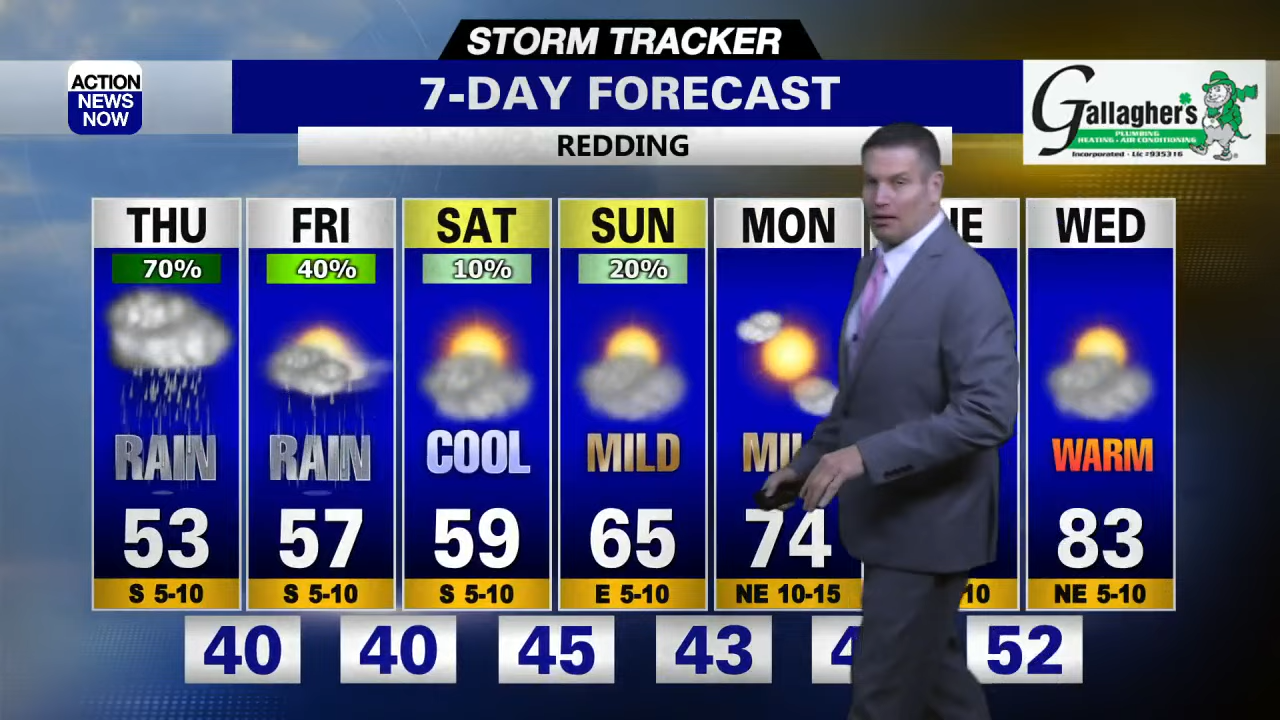 STORM TRACKER
ACTION
NEWS
NOW
7-DAY FORECAST
REDDING
Gallagher's
PLUMBING
HEATING - AIR CONDITIONING
Incorporated - Lic #935316
THU FRI SAT SUN MON WED
70% 40% 10% 20%
RAIN RAIN COOL MILD WARM
53 57 59 65 74 83
S 5-10 S 5-10 S 5-10 E 5-10 NE 10-15 NE 5-10
40 40 45 43 52